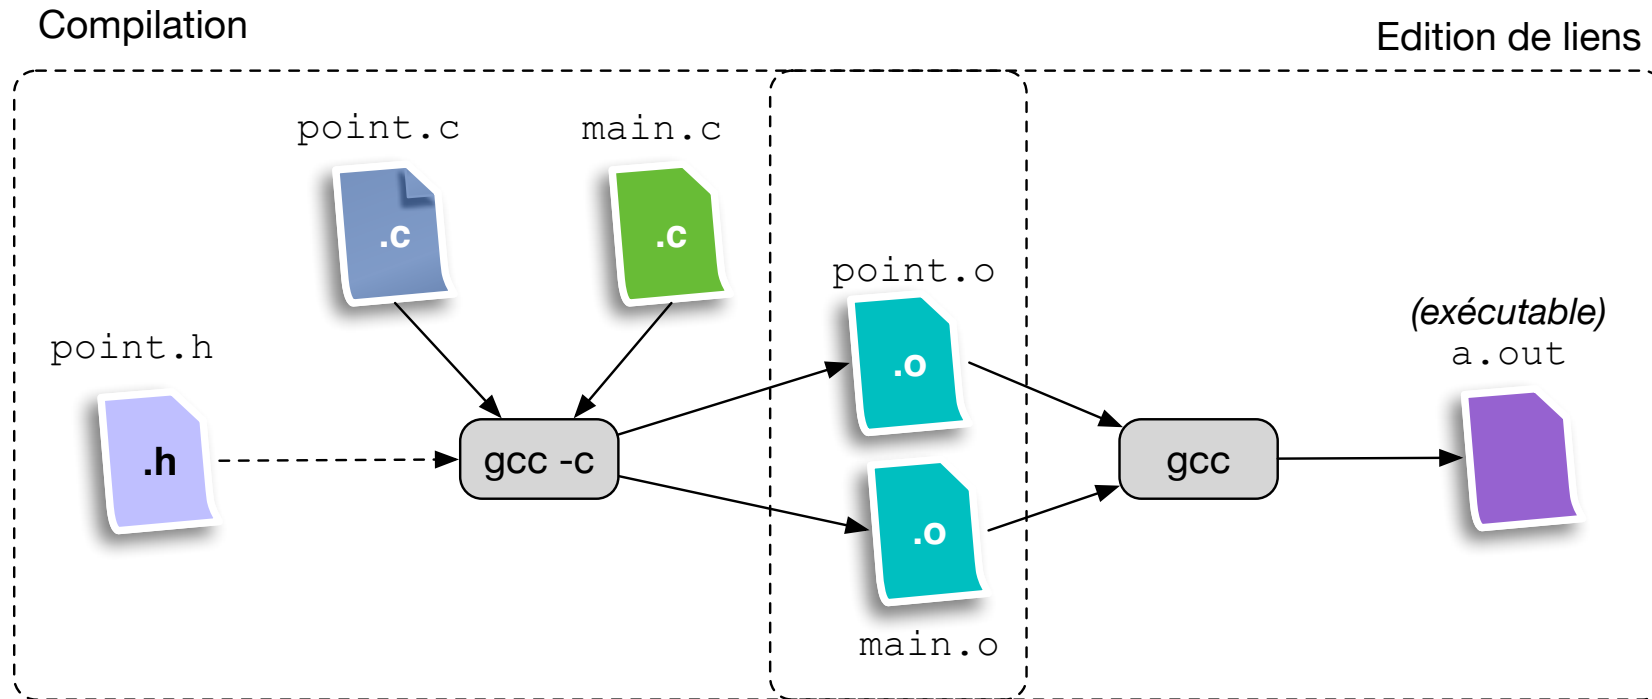 Compilation
Edition de liens
point.c
main.c
.c
.c
point.h
.h
gcc -c
point.o
.o
.o
main.o
gcc
(exécutable)
a.out